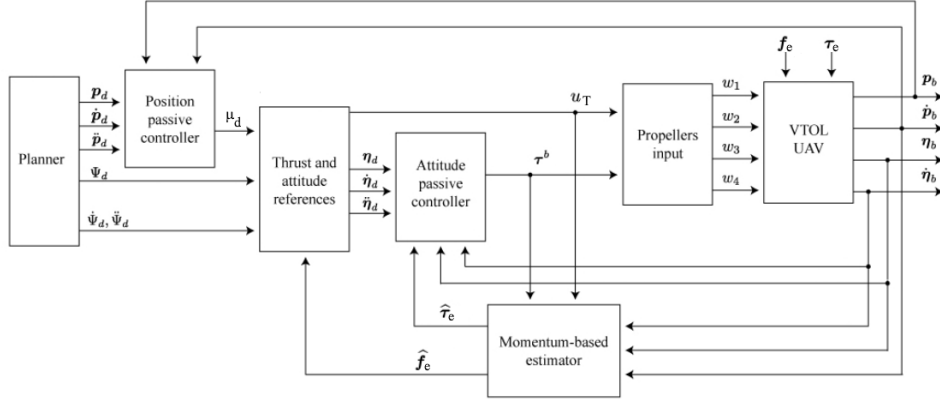 Planner
𝒑_d
𝒑̇_d
𝒑̈_d
Ψ_d
Ψ̇_d, Ψ̈_d
Position
passive
controller
μ_d
Thrust and
attitude
references
𝜼_d
𝜼̇_d
𝜼̈_d
Attitude
passive
controller
u_T
𝝉^b
Propellers
input
w_1
w_2
w_3
w_4
𝒇_e
𝝉_e
VTOL
UAV
𝒑_b
𝒑̇_b
𝜼_b
𝜼̇_b
𝝉̂_e
𝒇̂_e
Momentum-based
estimator